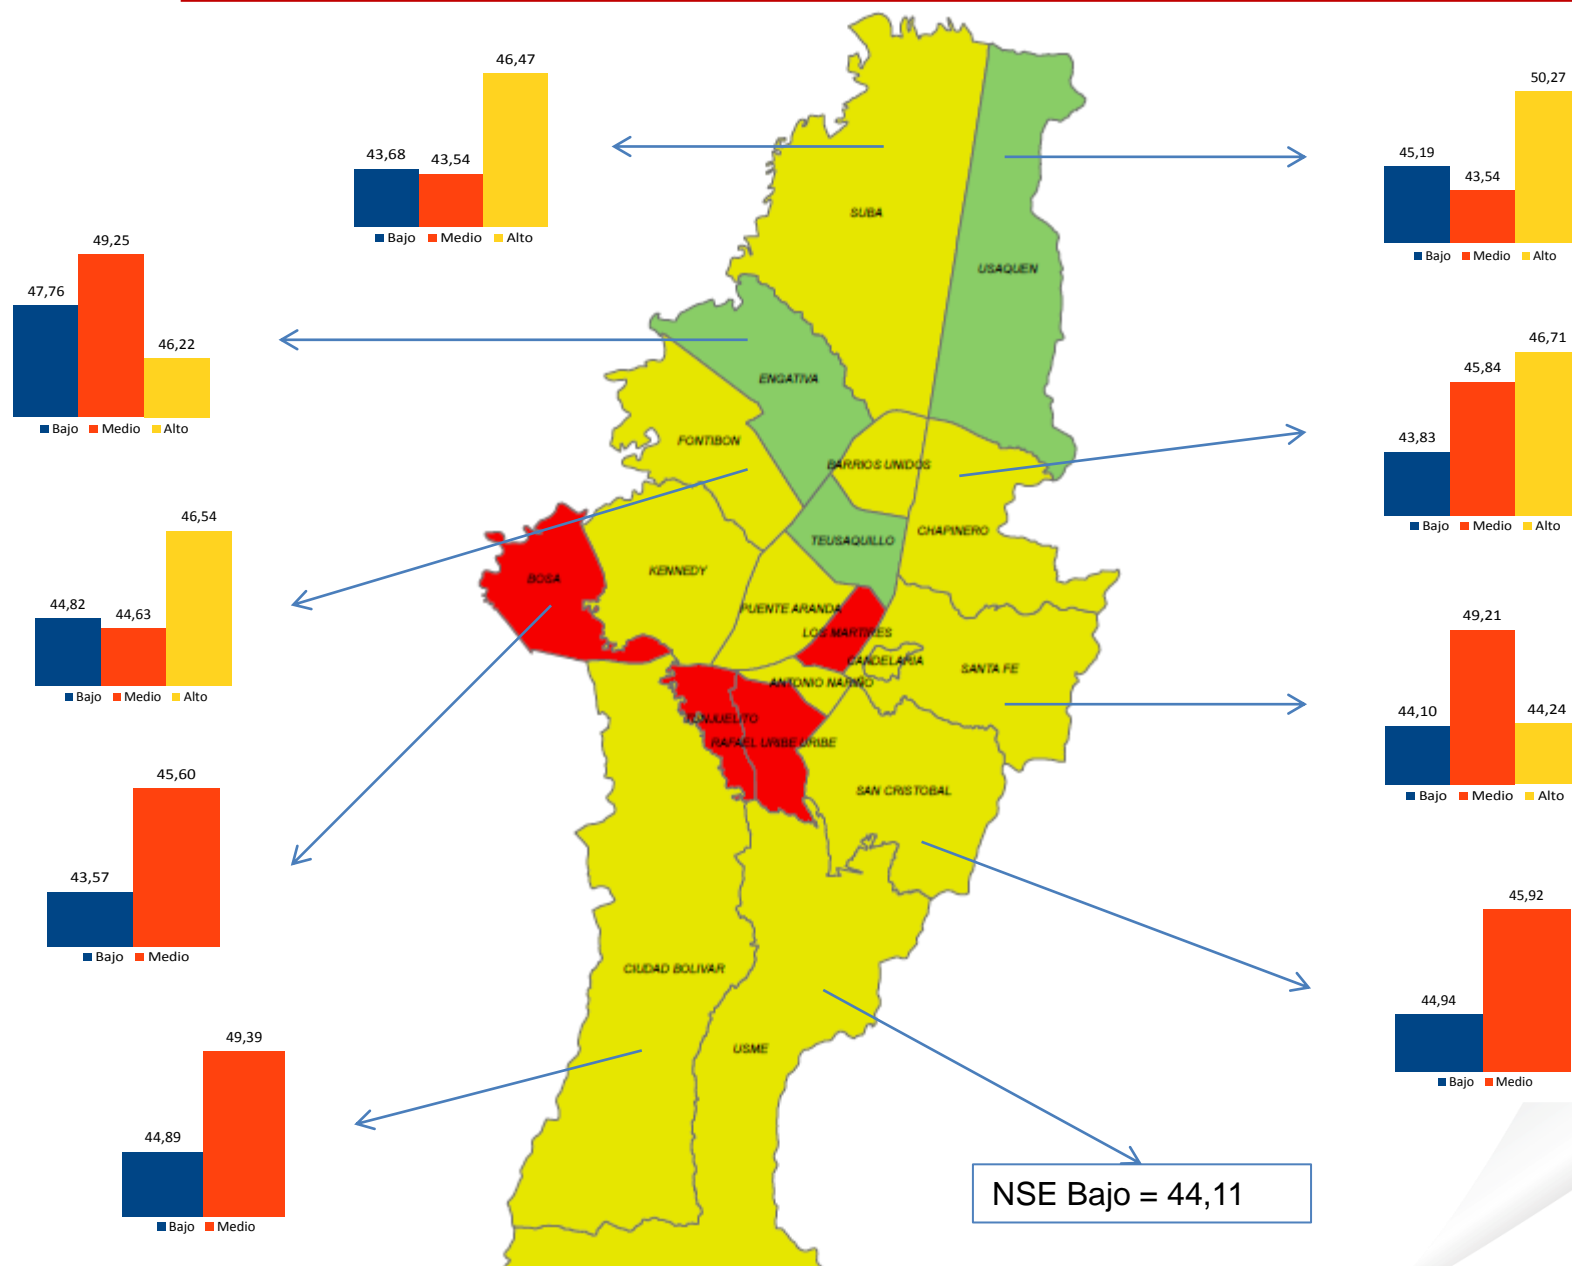 46,47
43,68
43,54
Bajo Medio Alto
50,27
45,19
43,54
Bajo Medio Alto
49,25
47,76
46,22
Bajo Medio Alto
46,71
45,84
43,83
Bajo Medio Alto
46,54
44,82
44,63
Bajo Medio Alto
49,21
44,10
44,24
Bajo Medio Alto
45,60
43,57
Bajo Medio
45,92
44,94
Bajo Medio
49,39
44,89
Bajo Medio
SUBA
USAQUEN
ENGATIVA
FONTIBON
BARRIOS UNIDOS
CHAPINERO
TEUSAQUILLO
KENNEDY
BOSA
PUENTE ARANDA
LOS MARTIRES
CANDELARIA
SANTA FE
ANTONIO NARIÑO
TUNJUELITO
RAFAEL URIBE URIBE
SAN CRISTOBAL
CIUDAD BOLIVAR
USME
NSE Bajo = 44,11